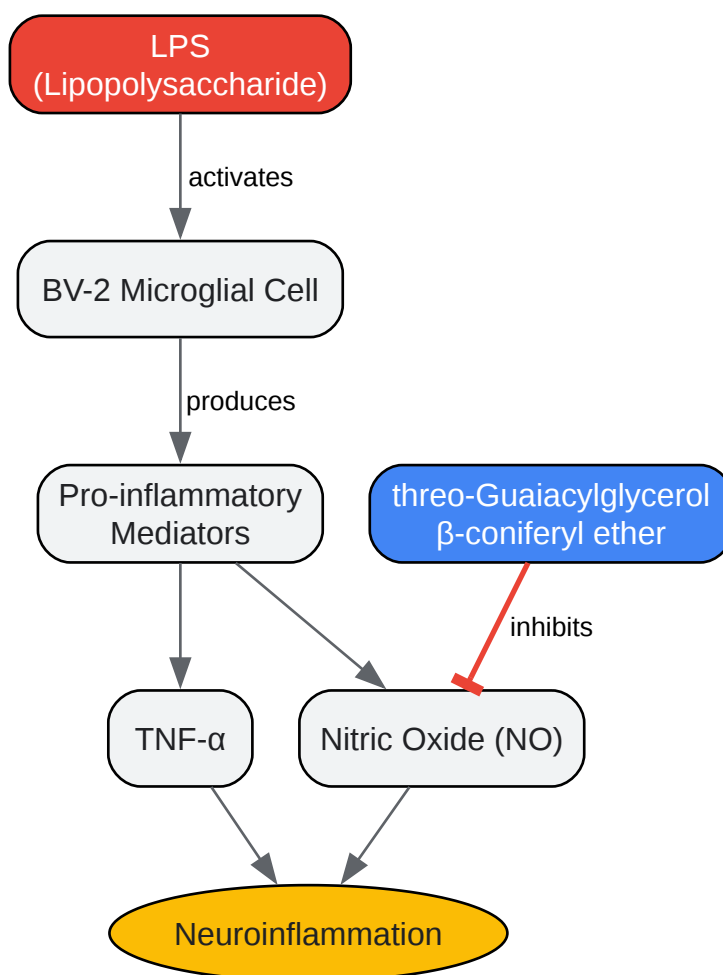 LPS
(Lipopolysaccharide)
activates
BV-2 Microglial Cell
produces
Pro-inflammatory
Mediators
threo-Guaiacylglycerol
β-coniferyl ether
inhibits
TNF-α
Nitric Oxide (NO)
Neuroinflammation